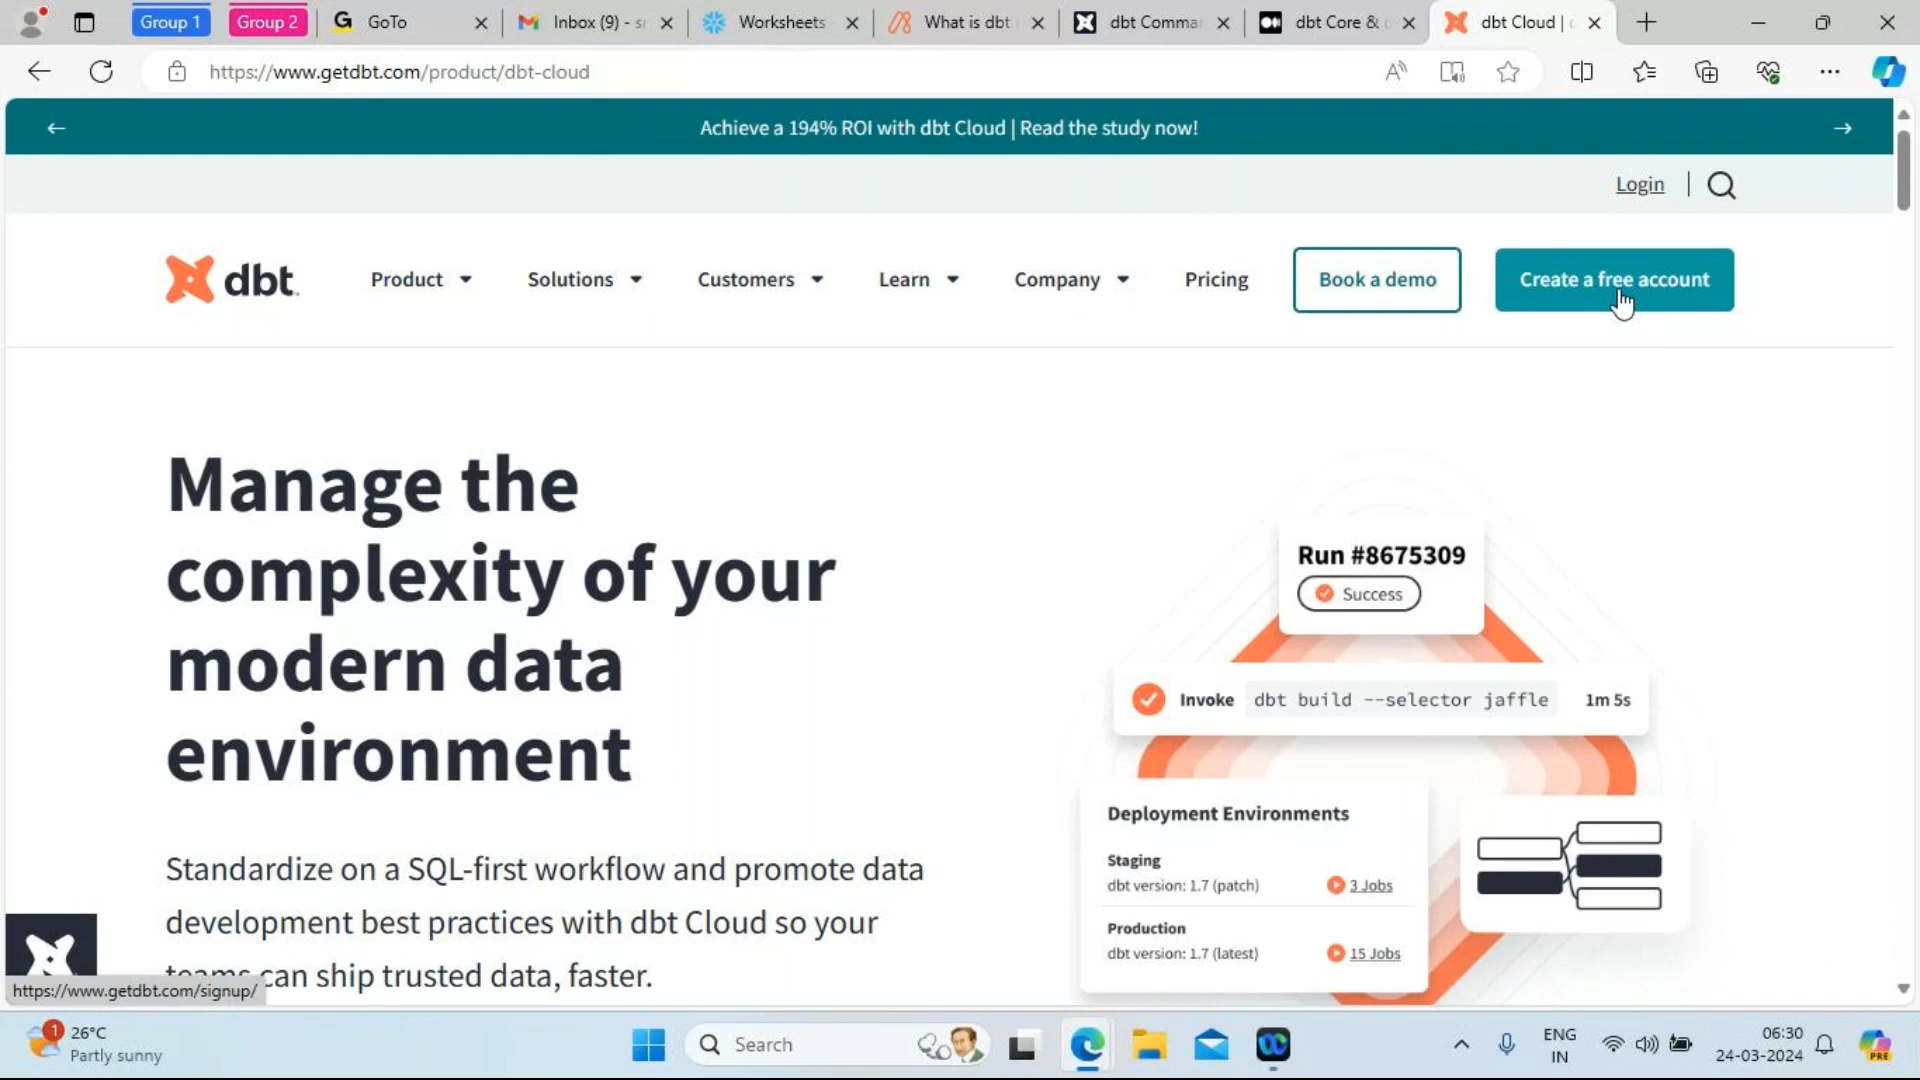 Group 1
Group 2
GoTo
Inbox (9) - s
Worksheets
What is dbt
dbt Comma
dbt Core &
dbt Cloud |
https://www.getdbt.com/product/dbt-cloud
Achieve a 194% ROI with dbt Cloud | Read the study now!
Login
dbt
Product
Solutions
Customers
Learn
Company
Pricing
Book a demo
Create a free account
Manage the
complexity of your
modern data
environment
Standardize on a SQL-first workflow and promote data
development best practices with dbt Cloud so your
teams can ship trusted data, faster.
Run #8675309
Success
Invoke dbt build --selector jaffle 1m 5s
Deployment Environments
Staging
dbt version: 1.7 (patch) 3 Jobs
Production
dbt version: 1.7 (latest) 15 Jobs
https://www.getdbt.com/signup/
1
26°C
Partly sunny
Search
ENG
IN
06:30
24-03-2024
PRE